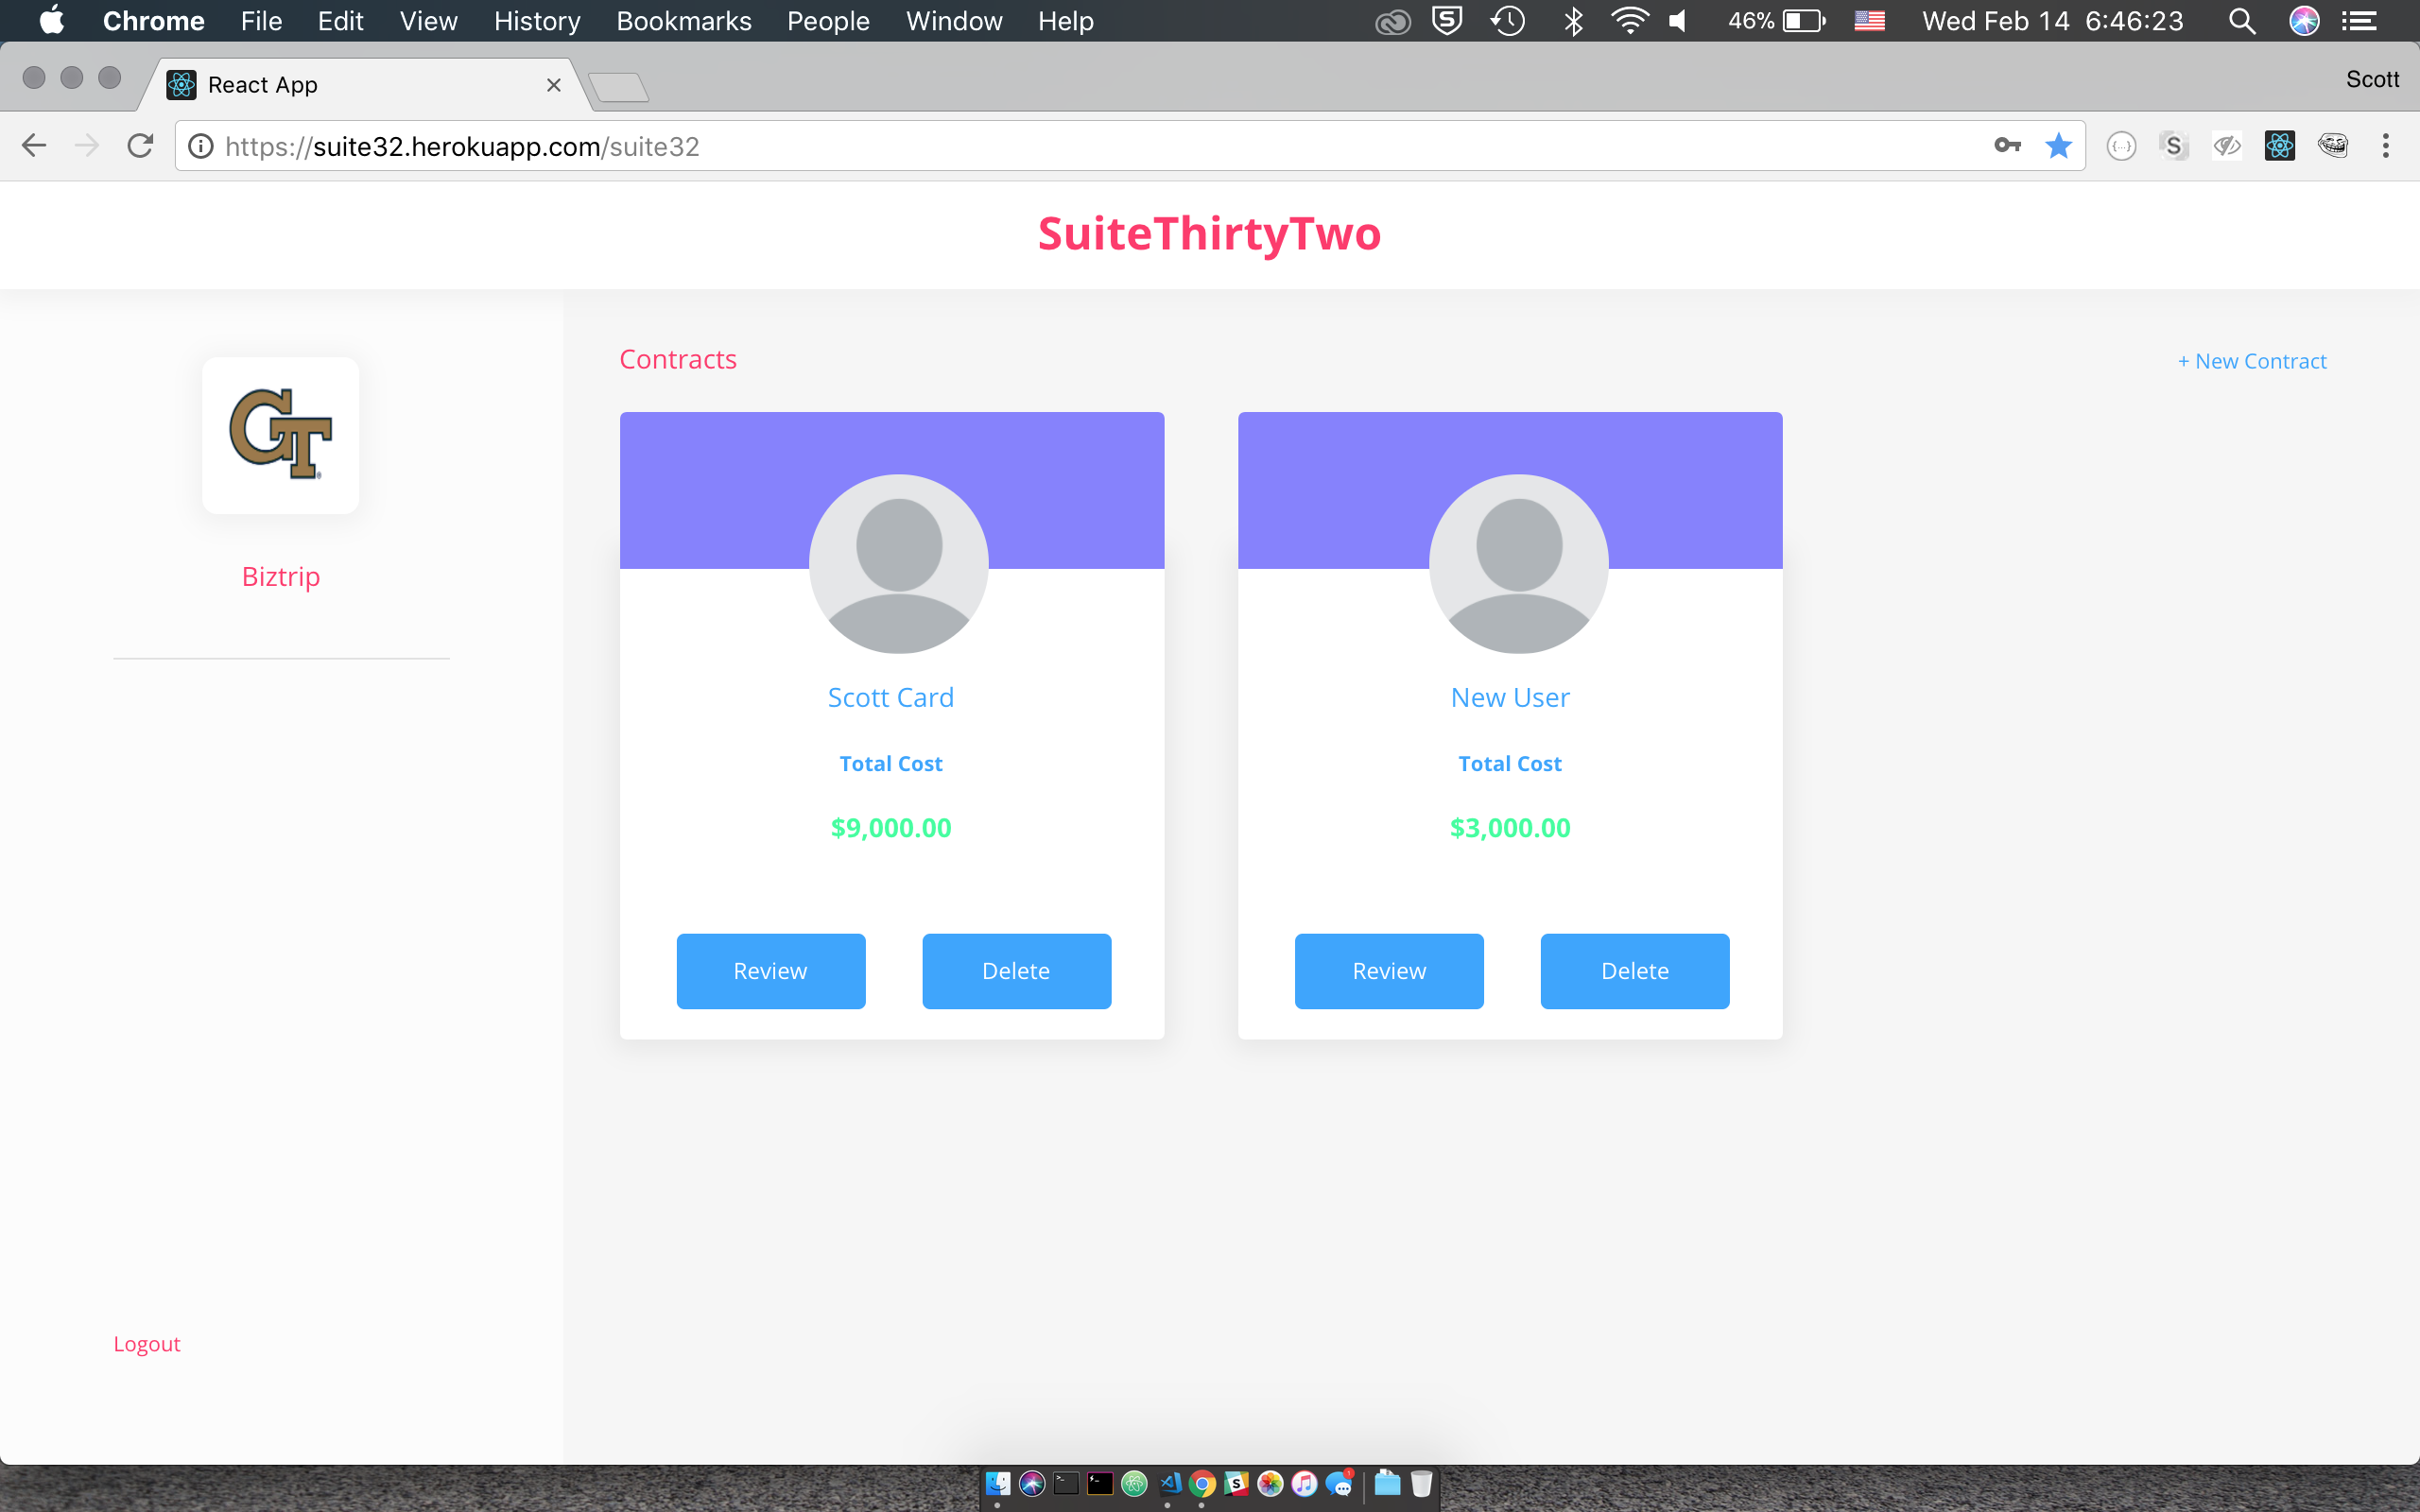 Chrome File Edit View History Bookmarks People Window Help 46% Wed Feb 14 6:46:23
React App Scott
https://suite32.herokuapp.com/suite32
SuiteThirtyTwo
GT
Biztrip
Logout
Contracts + New Contract
Scott Card
Total Cost
$9,000.00
Review Delete
New User
Total Cost
$3,000.00
Review Delete